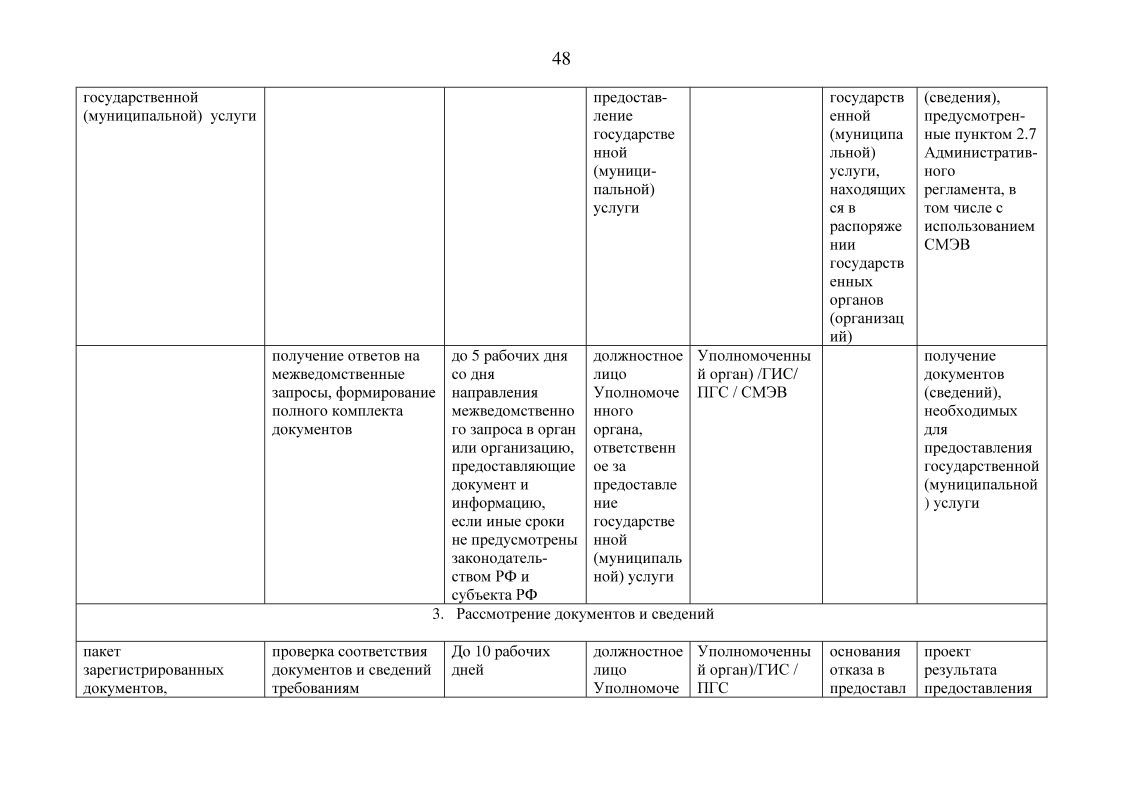 48
государственной
(муниципальной) услуги
предостав-
ление
государстве
нной
(муници-
пальной)
услуги
государств
енной
(муниципа
льной)
услуги,
находящих
ся в
распоряже
нии
государств
енных
органов
(организац
ий)
(сведения),
предусмотрен-
ные пунктом 2.7
Административ-
ного
регламента, в
том числе с
использованием
СМЭВ
получение ответов на
межведомственные
запросы, формирование
полного комплекта
документов
до 5 рабочих дня
со дня
направления
межведомственно
го запроса в орган
или организацию,
предоставляющие
документ и
информацию,
если иные сроки
не предусмотрены
законодатель-
ством РФ и
субъекта РФ
должностное
лицо
Уполномоче
нного
органа,
ответственн
ое за
предоставле
ние
государстве
нной
(муниципаль
ной) услуги
Уполномоченны
й орган) /ГИС/
ПГС / СМЭВ
получение
документов
(сведений),
необходимых
для
предоставления
государственной
(муниципальной
) услуги
3. Рассмотрение документов и сведений
пакет
зарегистрированных
документов,
проверка соответствия
документов и сведений
требованиям
До 10 рабочих
дней
должностное
лицо
Уполномоче
Уполномоченны
й орган)/ГИС /
ПГС
основания
отказа в
предоставл
проект
результата
предоставления